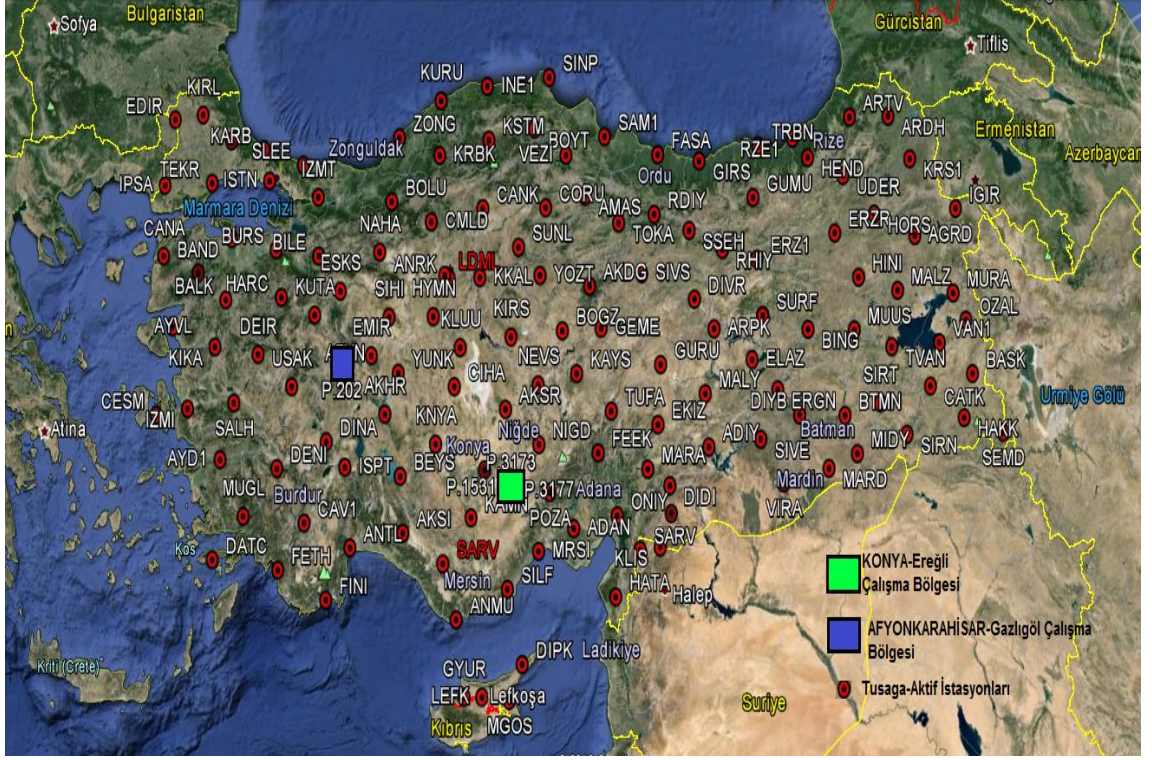 Bulgaristan
Gürcistan
Sofya
Tiflis
SINP
KURU
INE1
KIRL
EDIR
ARTV
ZONG
KSTM
SAM1
TRBN
ARDH
Ermenistan
KARB
SLEE
Zonguldak
KRBK
VEZI
BOYT
FASA
RZE1
Rize
Azerbaycan
IZMT
Ordu
GIRS
HEND
KRS1
TEKR
IPSA
ISTN
BOLU
CANK
CORU
GUMU
UDER
IGIR
Marmara Denizi
NAHA
CMLD
AMAS
RDIY
ERZR
HORS
CANA
BURS
TOKA
AGRD
BAND
BILE
SUNL
SSEH
ERZ1
ESKS
ANRK
LDML
RHIY
BALK
HARC
KUTA
SIHI
HYMN
KKAL
YOZT
AKDG
SIVS
DIVR
HINI
MALZ
MURA
AYVL
DEIR
EMIR
KLUU
KIRS
BOGZ
GEME
ARPK
SURF
MUUS
OZAL
KIKA
USAK
YUNK
NEVS
KAYS
GURU
ELAZ
BING
TVAN
VAN1
BASK
P.202
AKHR
CIHA
MALY
SIRT
Urmiye Gölü
CESM
IZMI
KNYA
AKSR
TUFA
EKIZ
DIYB
ERGN
BTMN
CATK
Atina
SALH
DINA
Konya
Niğde
NIGD
FEEK
ADIY
Batman
MIDY
SIRN
HAKK
AYD1
DENI
ISPT
BEYS
P.3173
MARA
SIVE
SEMD
MUGL
Burdur
P.1531
P.3177
Adana
Mardin
MARD
CAV1
KAMN
ONIY
DIDI
VIRA
ANTL
AKSI
POZA
ADAN
Kos
DATC
FETH
SARV
MRSI
KLIS
SARV
KONYA-Ereğli
Çalışma Bölgesi
FINI
Mersin
SILF
HATA
Halep
ANMU
AFYONKARAHİSAR-Gazlıgöl Çalışma
Bölgesi
DIPK
Ladikiye
Kriti (Crete)
GYUR
LEFK
Lefkoşa
Tusaga-Aktif İstasyonları
Suriye
Kıbrıs
MGOS